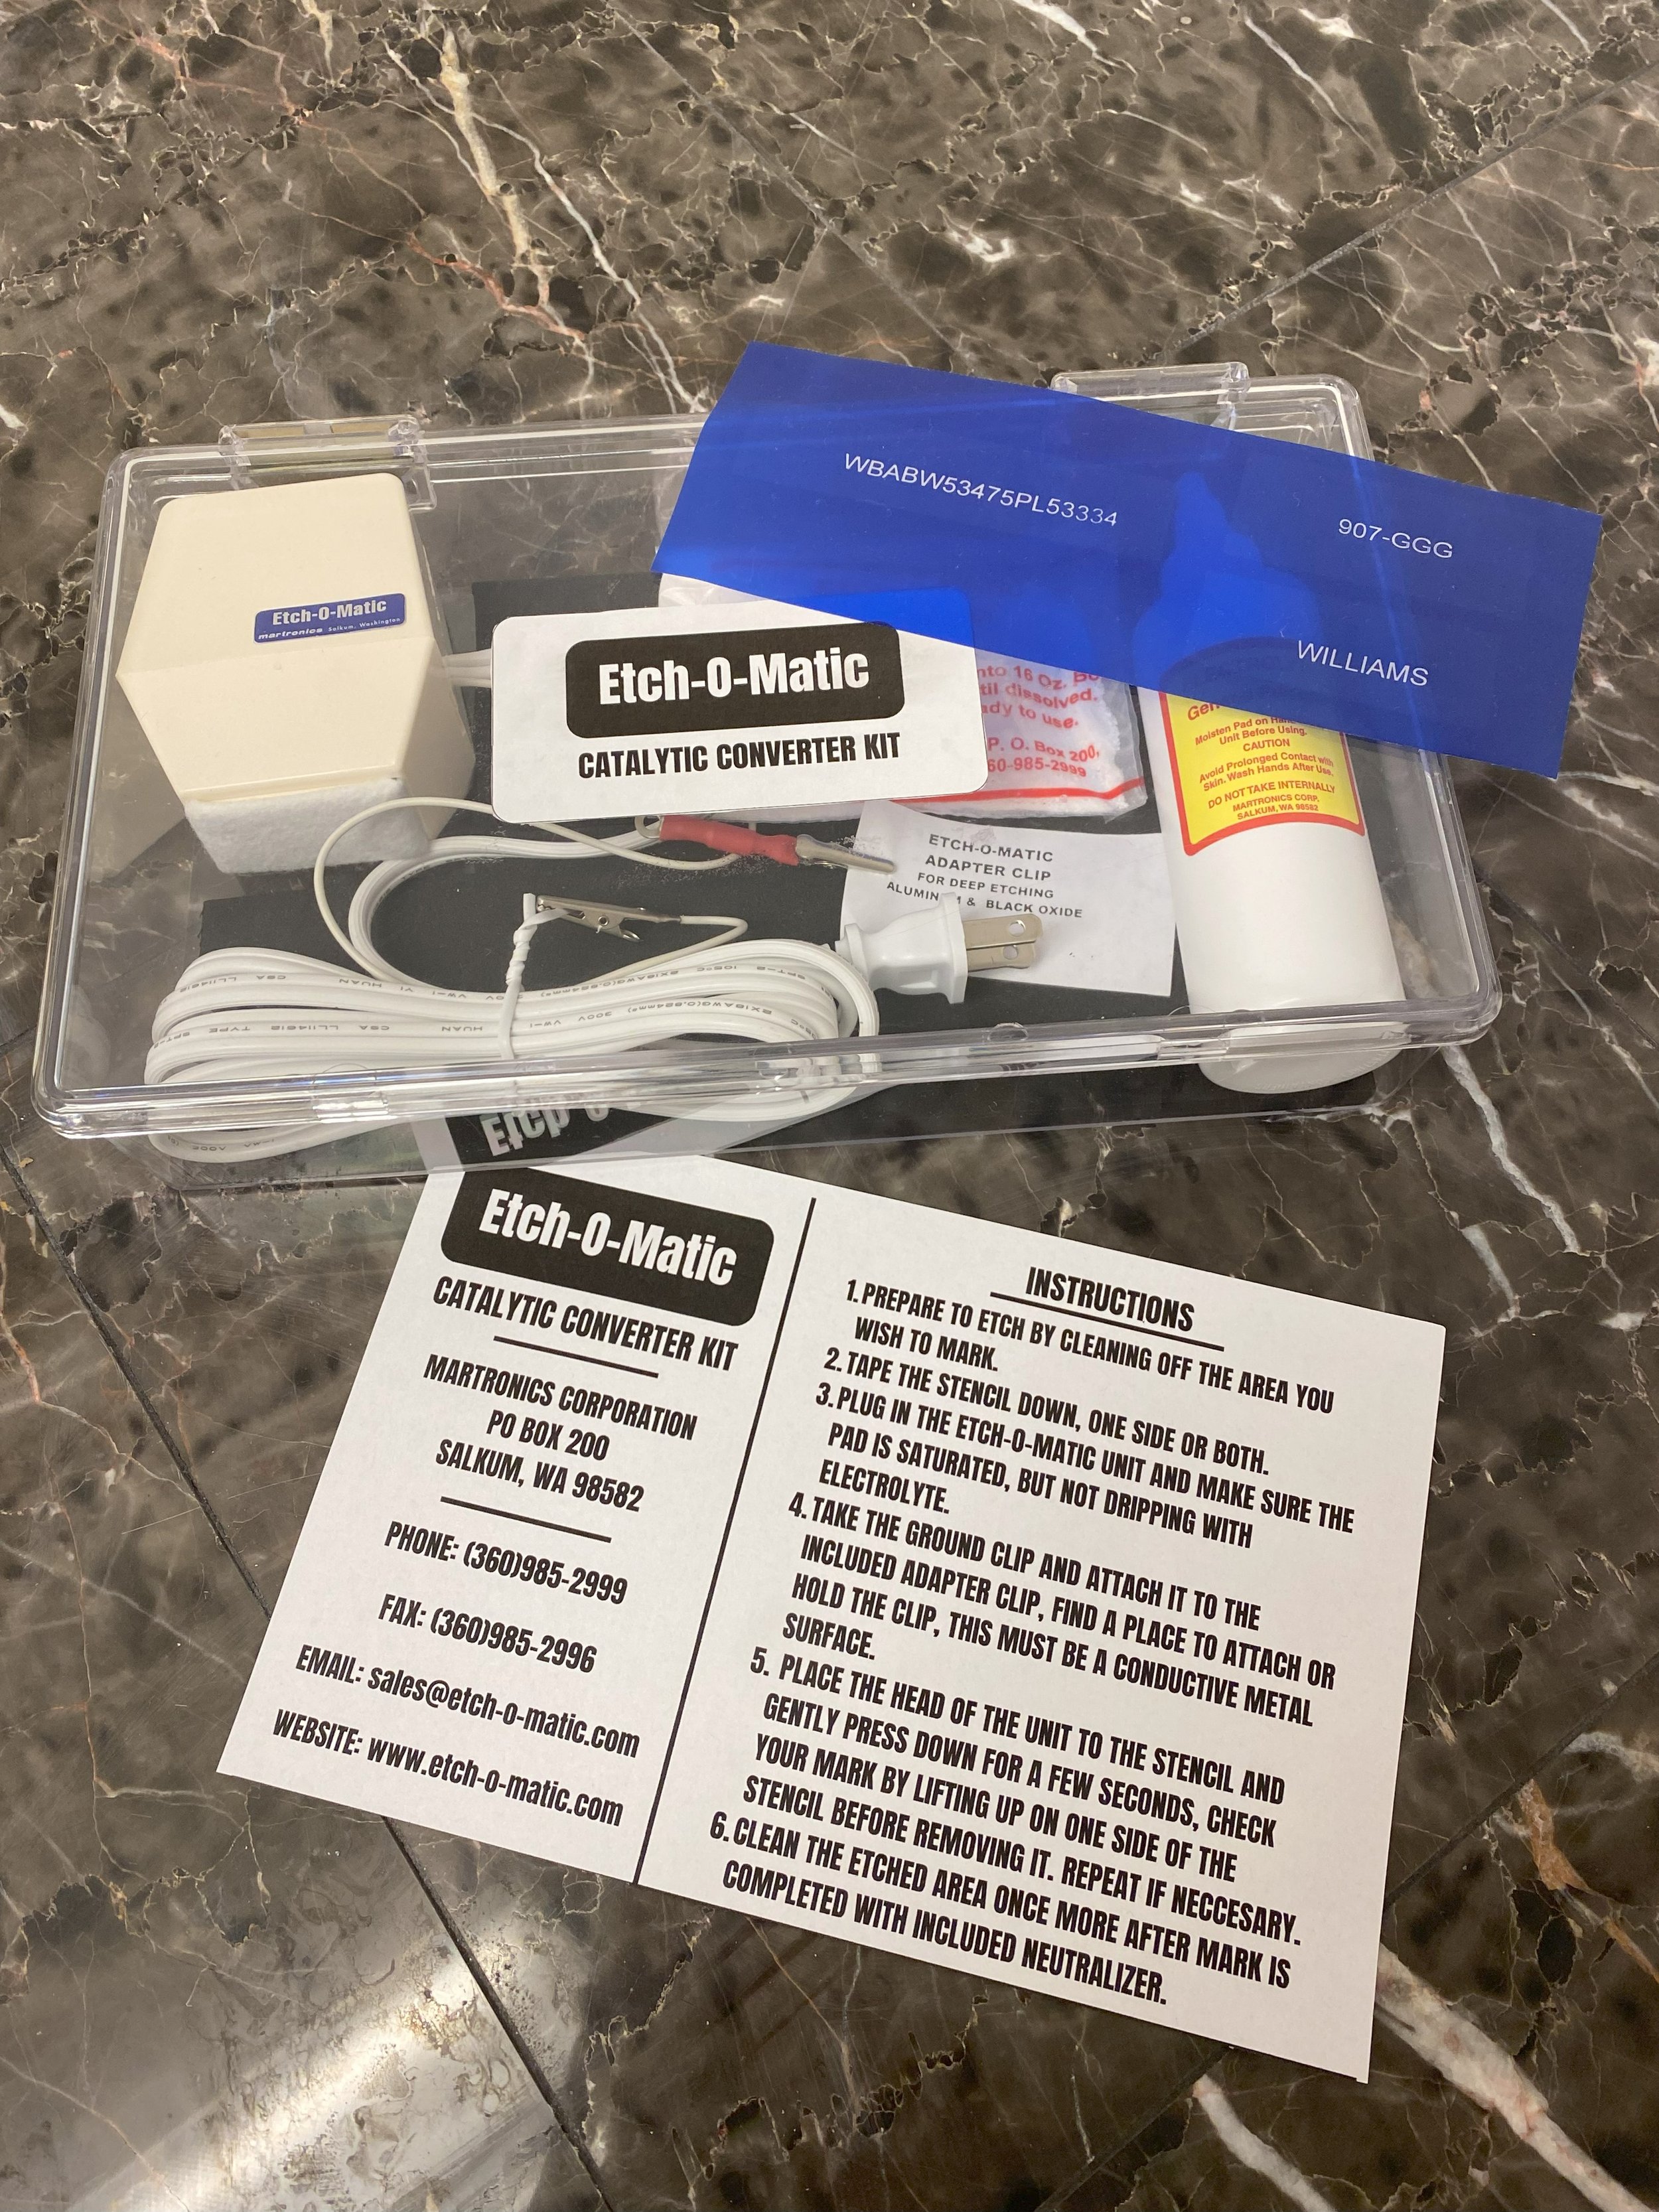 WBABW53475PL53334
907-GGG
WILLIAMS
Etch-O-Matic
martronics Salkum, Washington
Etch-O-Matic
CATALYTIC CONVERTER KIT
nto 16 Oz. Bo
til dissolved.
ady to use.
P. O. Box 200,
60-985-2999
Gen
Moisten Pad on Hand
Unit Before Using.
CAUTION
Avoid Prolonged Contact with
Skin. Wash Hands After Use.
DO NOT TAKE INTERNALLY
MARTRONICS CORP.
SALKUM, WA 98582
ETCH-O-MATIC
ADAPTER CLIP
FOR DEEP ETCHING
ALUMIN M & BLACK OXIDE
Etch-O-Matic
CATALYTIC CONVERTER KIT
MARTRONICS CORPORATION
PO BOX 200
SALKUM, WA 98582
PHONE: (360)985-2999
FAX: (360)985-2996
EMAIL: sales@etch-o-matic.com
WEBSITE: www.etch-o-matic.com
INSTRUCTIONS
1. PREPARE TO ETCH BY CLEANING OFF THE AREA YOU
WISH TO MARK.
2. TAPE THE STENCIL DOWN, ONE SIDE OR BOTH.
3. PLUG IN THE ETCH-O-MATIC UNIT AND MAKE SURE THE
PAD IS SATURATED, BUT NOT DRIPPING WITH
ELECTROLYTE.
4. TAKE THE GROUND CLIP AND ATTACH IT TO THE
INCLUDED ADAPTER CLIP, FIND A PLACE TO ATTACH OR
HOLD THE CLIP, THIS MUST BE A CONDUCTIVE METAL
SURFACE.
5. PLACE THE HEAD OF THE UNIT TO THE STENCIL AND
GENTLY PRESS DOWN FOR A FEW SECONDS, CHECK
YOUR MARK BY LIFTING UP ON ONE SIDE OF THE
STENCIL BEFORE REMOVING IT. REPEAT IF NECCESARY.
6. CLEAN THE ETCHED AREA ONCE MORE AFTER MARK IS
COMPLETED WITH INCLUDED NEUTRALIZER.